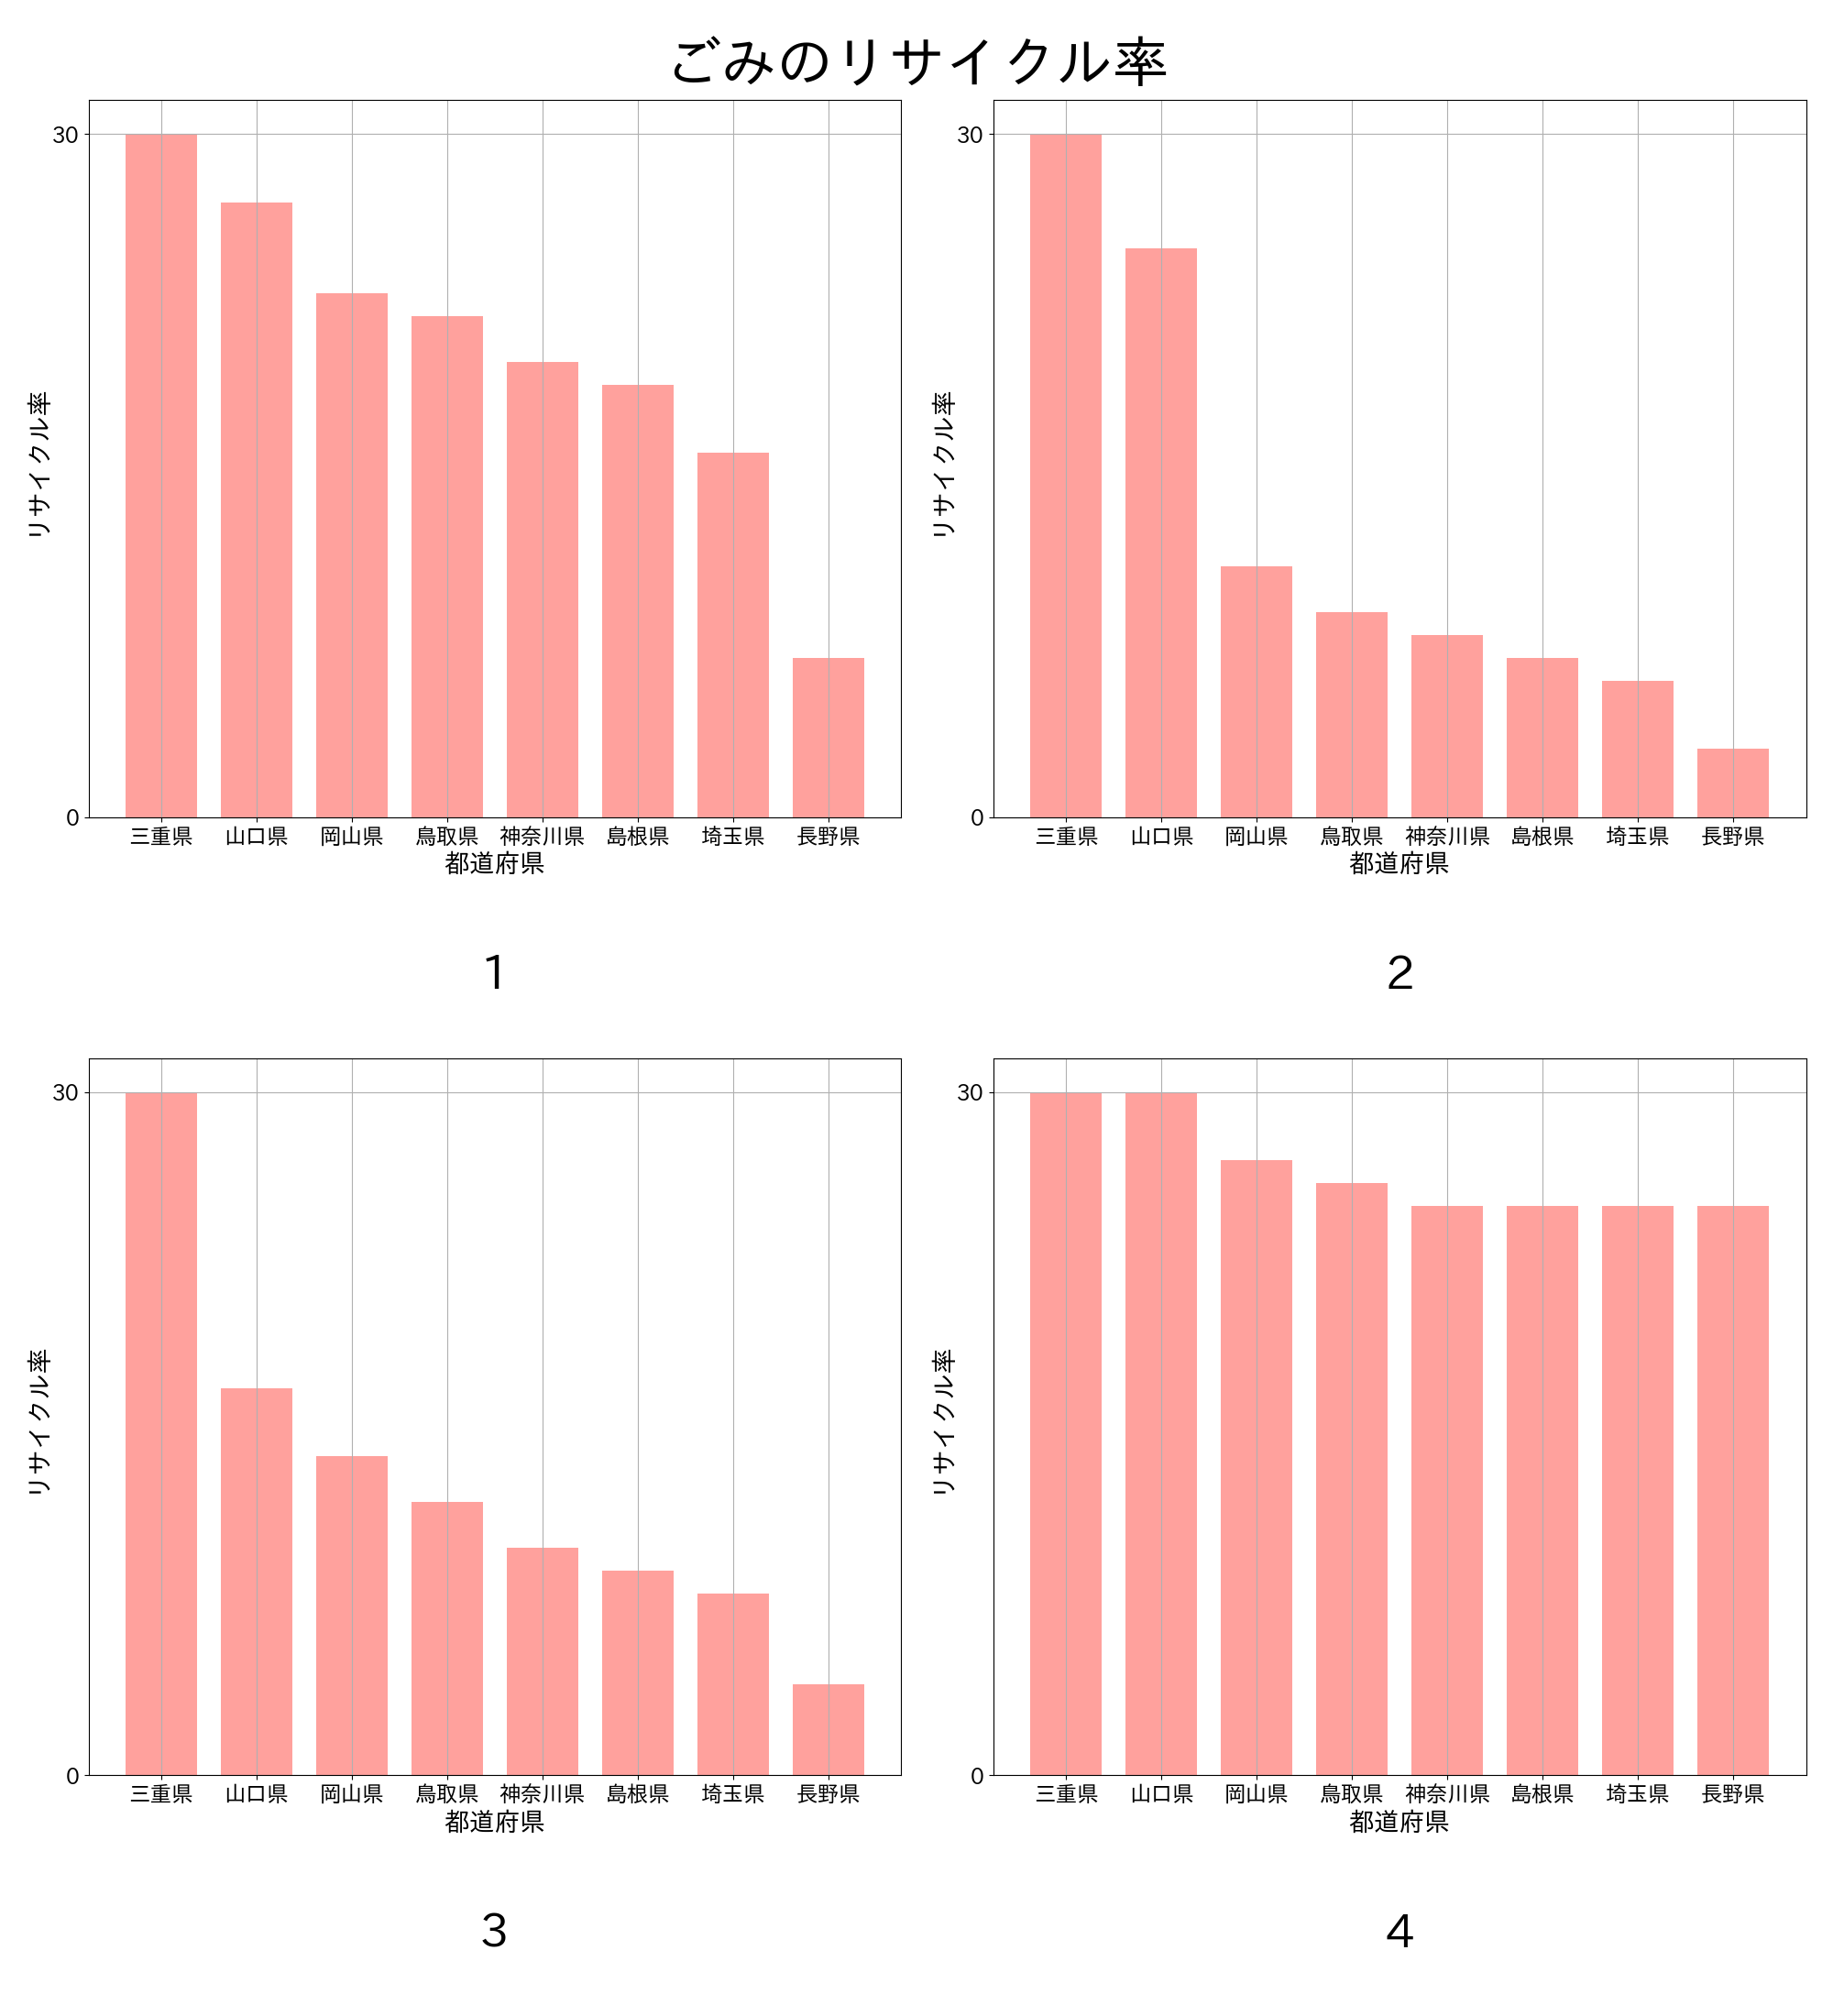 ごみのリサイクル率
30
0
リサイクル率
三重県 山口県 岡山県 鳥取県 神奈川県 島根県 埼玉県 長野県
都道府県
1
30
0
リサイクル率
三重県 山口県 岡山県 鳥取県 神奈川県 島根県 埼玉県 長野県
都道府県
2
30
0
リサイクル率
三重県 山口県 岡山県 鳥取県 神奈川県 島根県 埼玉県 長野県
都道府県
3
30
0
リサイクル率
三重県 山口県 岡山県 鳥取県 神奈川県 島根県 埼玉県 長野県
都道府県
4